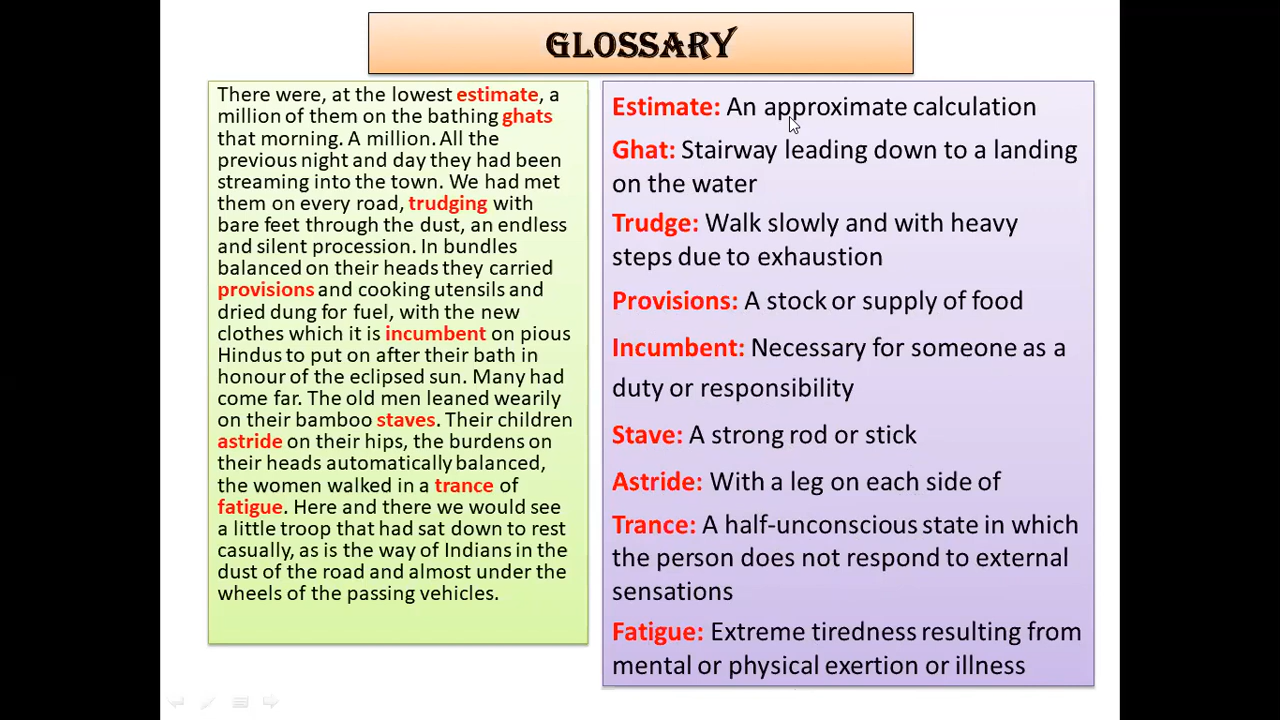 GLOSSARY
There were, at the lowest estimate, a
million of them on the bathing ghats
that morning. A million. All the
previous night and day they had been
streaming into the town. We had met
them on every road, trudging with
bare feet through the dust, an endless
and silent procession. In bundles
balanced on their heads they carried
provisions and cooking utensils and
dried dung for fuel, with the new
clothes which it is incumbent on pious
Hindus to put on after their bath in
honour of the eclipsed sun. Many had
come far. The old men leaned wearily
on their bamboo staves. Their children
astride on their hips, the burdens on
their heads automatically balanced,
the women walked in a trance of
fatigue. Here and there we would see
a little troop that had sat down to rest
casually, as is the way of Indians in the
dust of the road and almost under the
wheels of the passing vehicles.
Estimate: An approximate calculation
Ghat: Stairway leading down to a landing
on the water
Trudge: Walk slowly and with heavy
steps due to exhaustion
Provisions: A stock or supply of food
Incumbent: Necessary for someone as a
duty or responsibility
Stave: A strong rod or stick
Astride: With a leg on each side of
Trance: A half-unconscious state in which
the person does not respond to external
sensations
Fatigue: Extreme tiredness resulting from
mental or physical exertion or illness